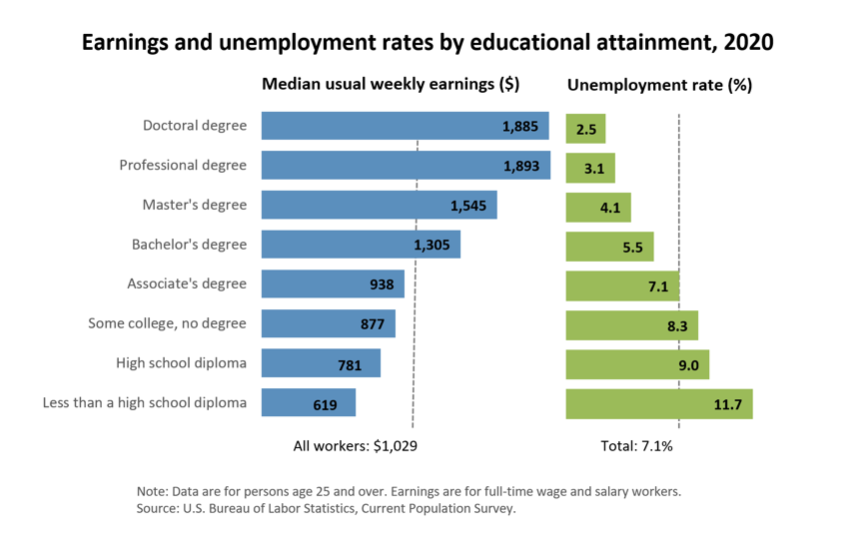 Earnings and unemployment rates by educational attainment, 2020
Median usual weekly earnings ($) Unemployment rate (%)
Doctoral degree 1,885 2.5
Professional degree 1,893 3.1
Master's degree 1,545 4.1
Bachelor's degree 1,305 5.5
Associate's degree 938 7.1
Some college, no degree 877 8.3
High school diploma 781 9.0
Less than a high school diploma 619 11.7
All workers: $1,029 Total: 7.1%
Note: Data are for persons age 25 and over. Earnings are for full-time wage and salary workers.
Source: U.S. Bureau of Labor Statistics, Current Population Survey.